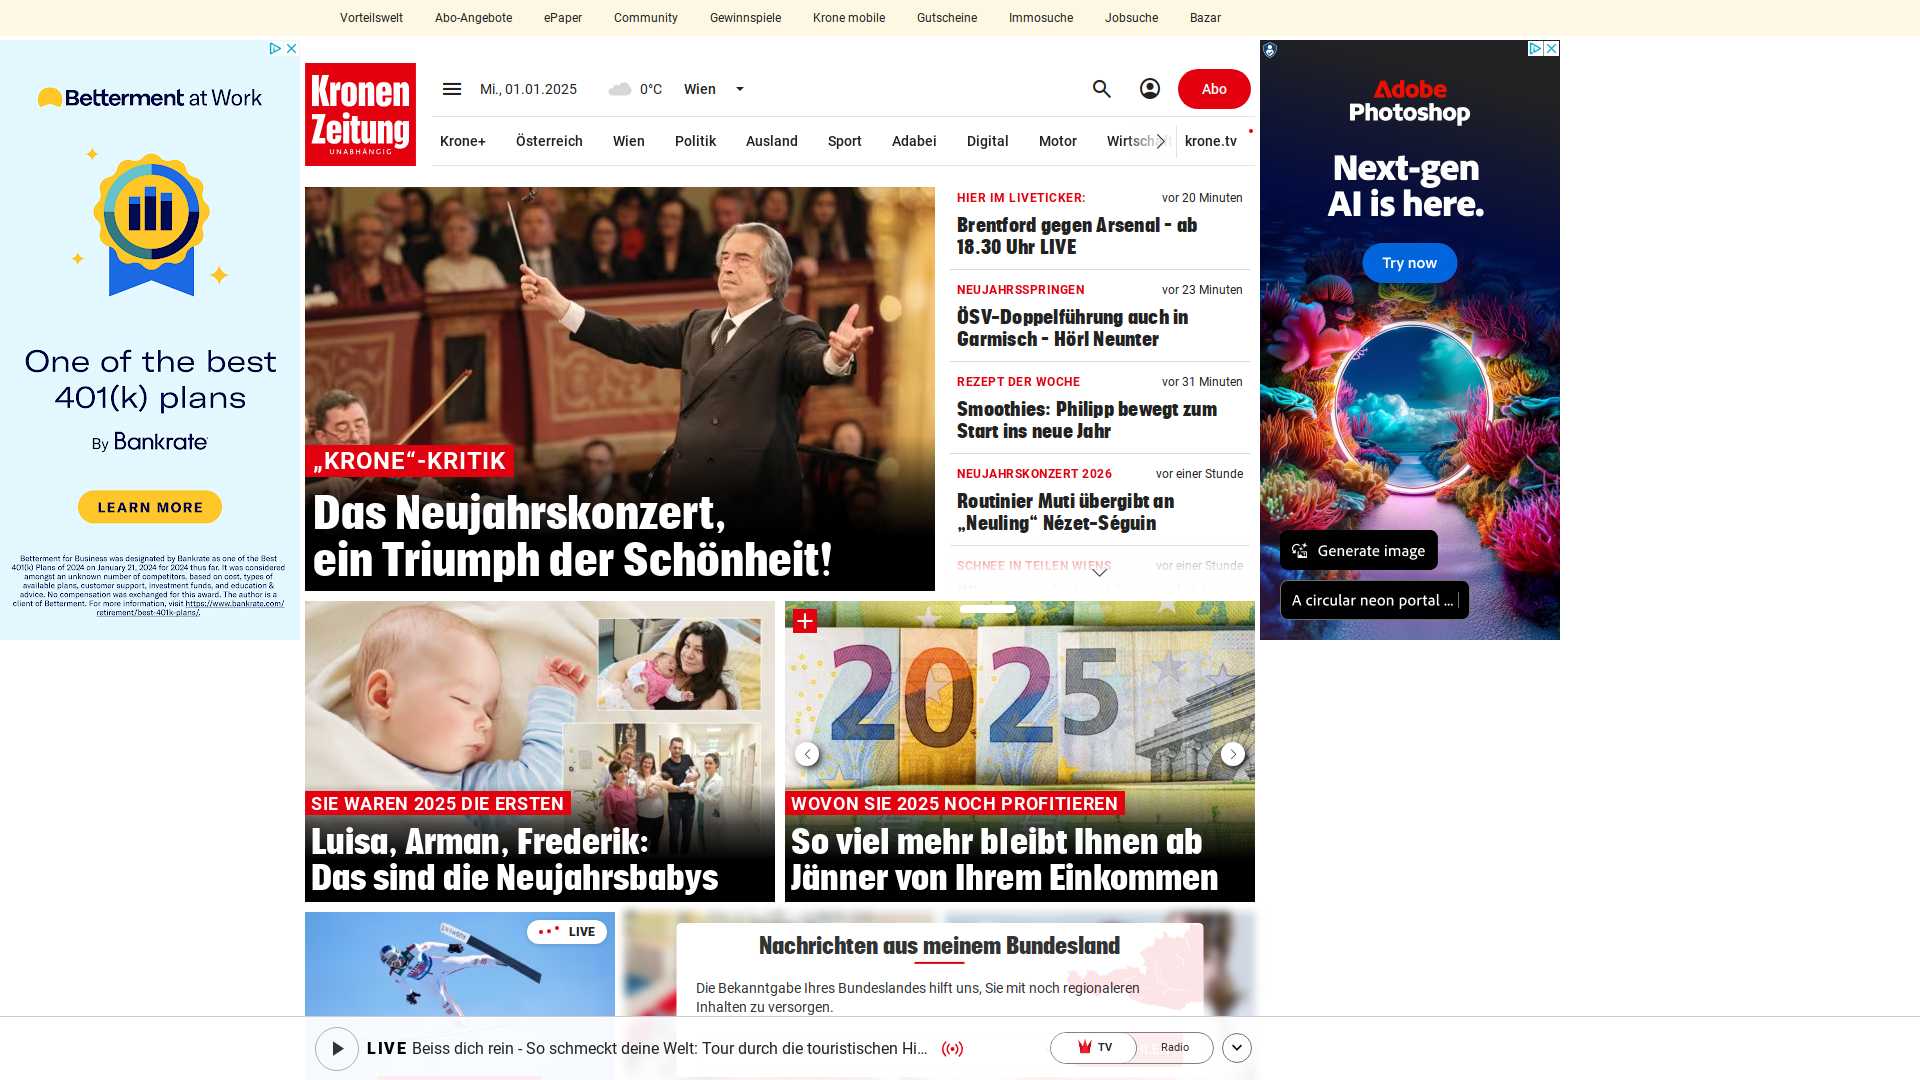 Vorteilswelt
Abo-Angebote
ePaper
Community
Gewinnspiele
Krone mobile
Gutscheine
Immosuche
Jobsuche
Bazar
Betterment at Work
One of the best
401(k) plans
By Bankrate
LEARN MORE
Betterment for Business was designated by Bankrate as one of the Best
401(k) Plans of 2024 on January 21, 2024 for 2024 thus far. It was considered
amongst an unknown number of competitors, based on cost, types of
available plans, customer support, investment funds, and education &
advice. No compensation was exchanged for this award. The author is a
client of Betterment. For more information, visit https://www.bankrate.com/
retirement/best-401k-plans/.
Kronen
Zeitung
UNABHÄNGIG
Mi., 01.01.2025
0°C
Wien
Abo
Krone+
Österreich
Wien
Politik
Ausland
Sport
Adabei
Digital
Motor
Wirtschaft
krone.tv
„KRONE“-KRITIK
Das Neujahrskonzert,
ein Triumph der Schönheit!
HIER IM LIVETICKER:
vor 20 Minuten
Brentford gegen Arsenal - ab
18.30 Uhr LIVE
NEUJAHRSSPRINGEN
vor 23 Minuten
ÖSV-Doppelführung auch in
Garmisch - Hörl Neunter
REZEPT DER WOCHE
vor 31 Minuten
Smoothies: Philipp bewegt zum
Start ins neue Jahr
NEUJAHRSKONZERT 2026
vor einer Stunde
Routinier Muti übergibt an
„Neuling“ Nézet-Séguin
SCHNEE IN TEILEN WIENS
vor einer Stunde
Adobe
Photoshop
Next-gen
AI is here.
Try now
Generate image
A circular neon portal ...
SIE WAREN 2025 DIE ERSTEN
Luisa, Arman, Frederik:
Das sind die Neujahrsbabys
2025
WOVON SIE 2025 NOCH PROFITIEREN
So viel mehr bleibt Ihnen ab
Jänner von Ihrem Einkommen
LIVE
Nachrichten aus meinem Bundesland
Die Bekanntgabe Ihres Bundeslandes hilft uns, Sie mit noch regionaleren
Inhalten zu versorgen.
LIVE Beiss dich rein - So schmeckt deine Welt: Tour durch die touristischen Hi...
TV
Radio